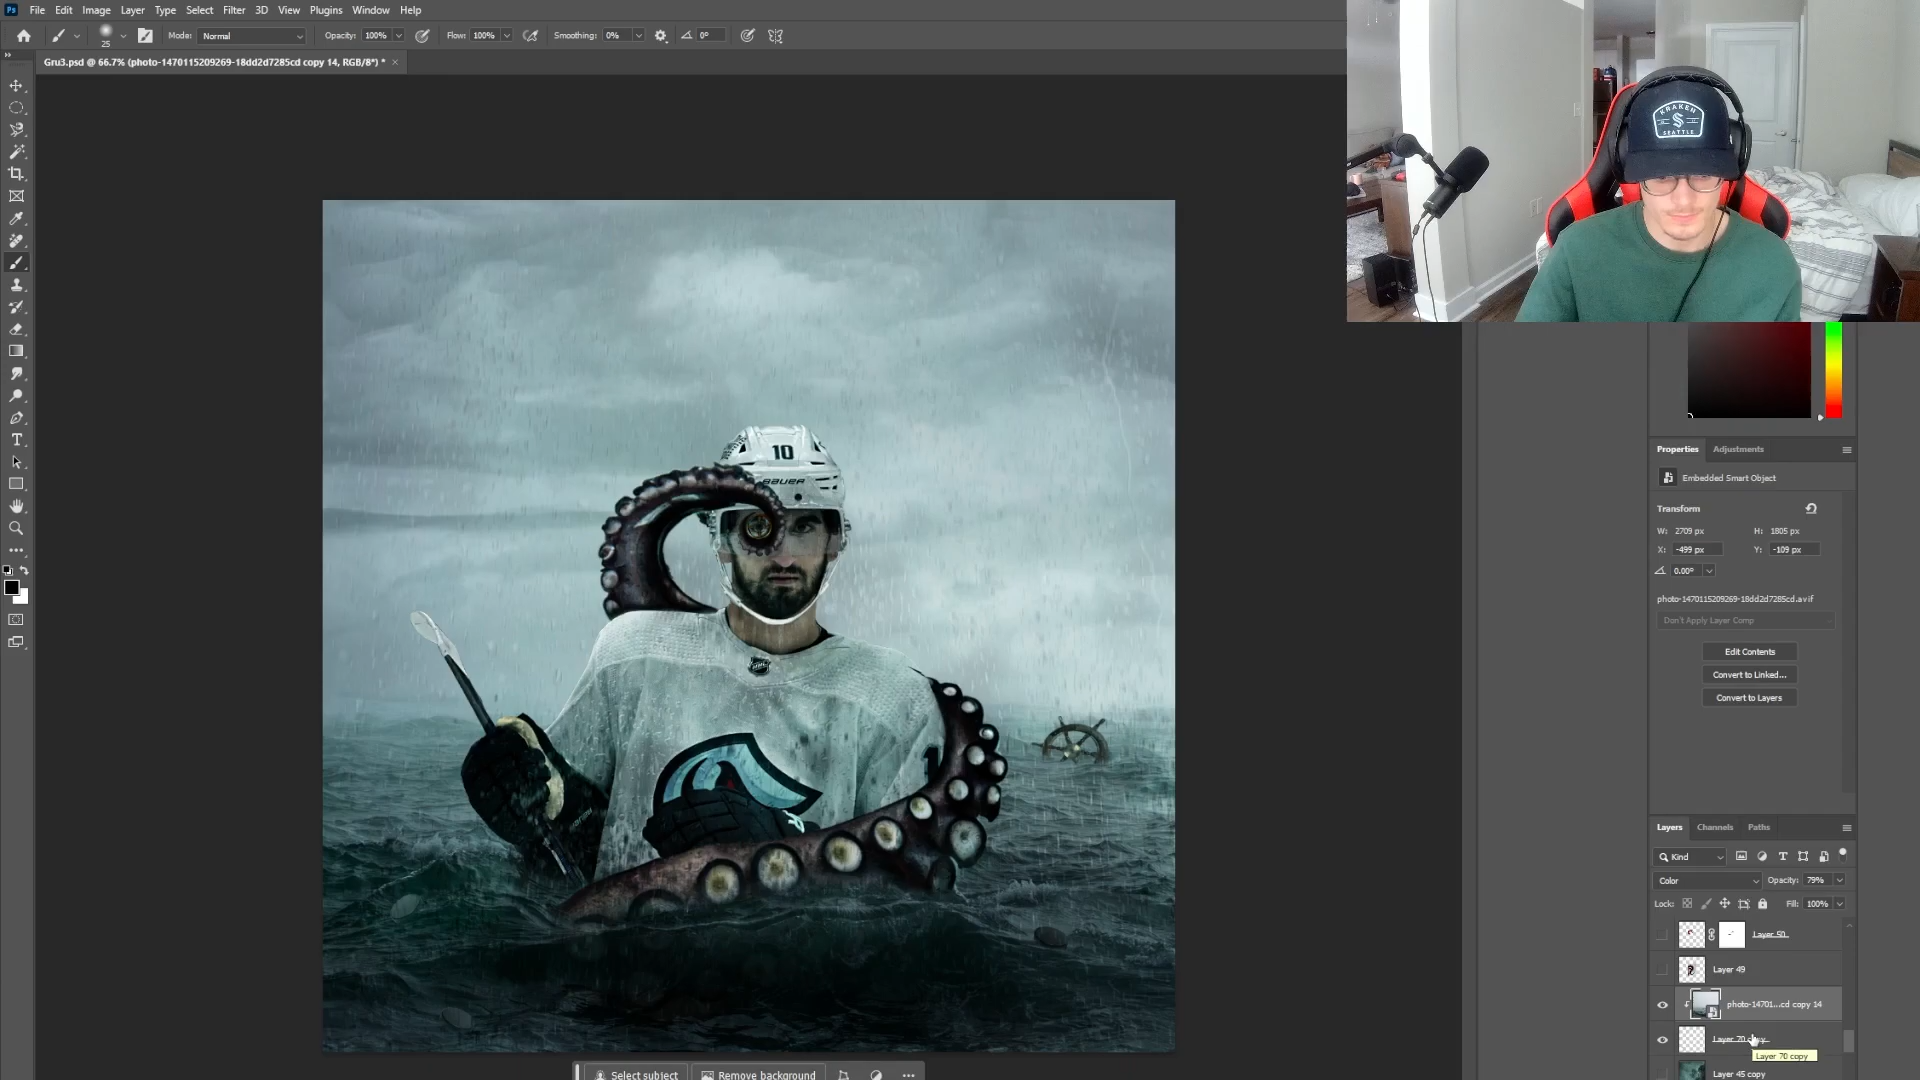 Ps File Edit Image Layer Type Select Filter 3D View Plugins Window Help
25 Mode: Normal Opacity: 100% Flow: 100% Smoothing: 0% 0°
Gru3.psd @ 66.7% (photo-1470115209269-18dd2d7285cd copy 14, RGB/8*) * ×
KRAKEN
SEATTLE
10
BAUER
NHL
Properties Adjustments
Embedded Smart Object
Transform
W: 2709 px H: 1805 px
X: -499 px Y: -109 px
0.00°
photo-1470115209269-18dd2d7285cd.avif
Don't Apply Layer Comp
Edit Contents
Convert to Linked...
Convert to Layers
Layers Channels Paths
Kind
Color Opacity: 79%
Lock: Fill: 100%
Layer 50
Layer 49
photo-14701...cd copy 14
Layer 70 copy
Layer 70 copy
Layer 45 copy
Select subject Remove background